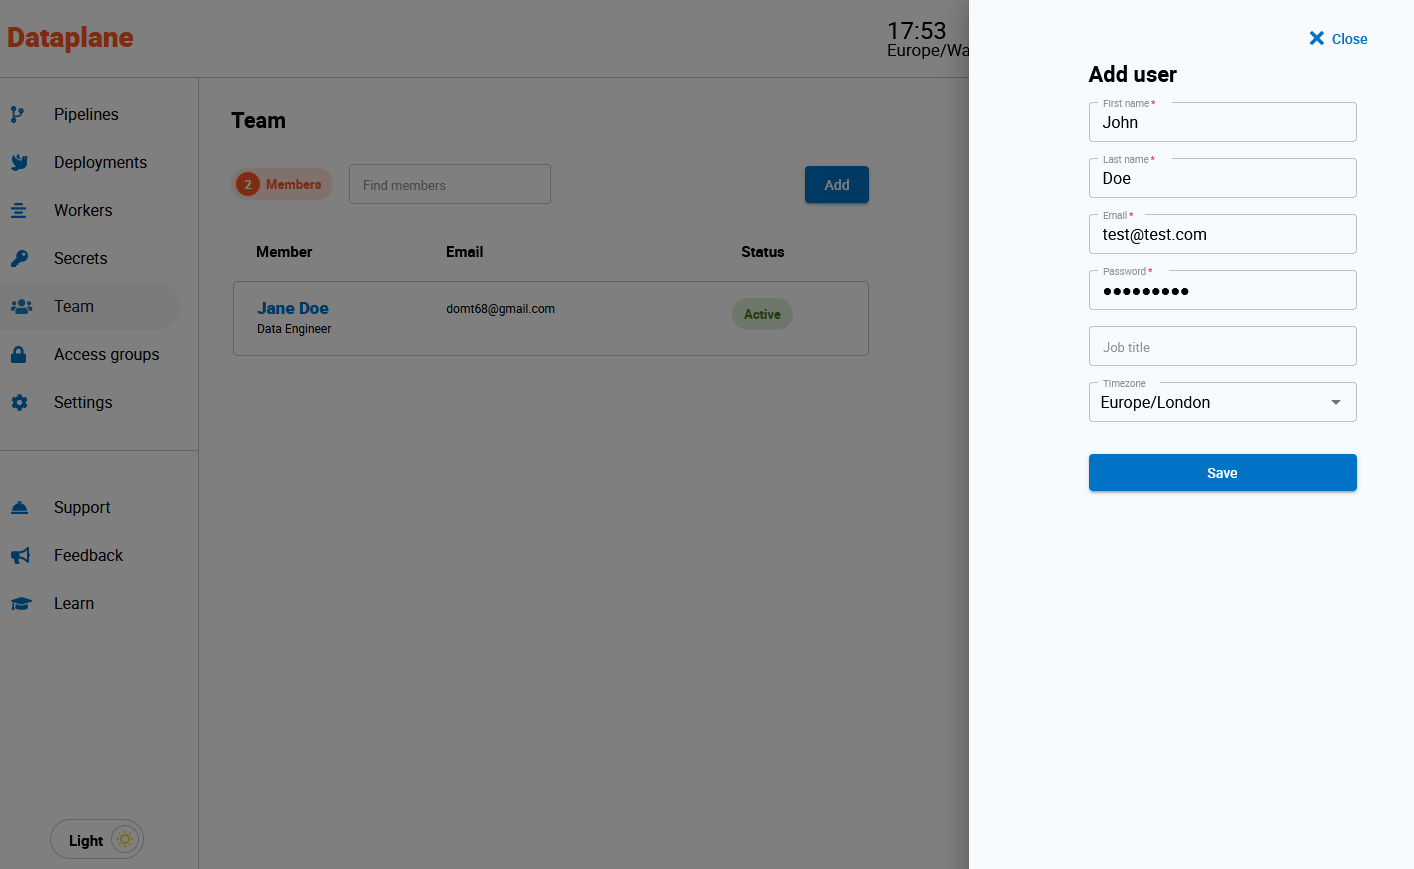 Dataplane
17:53
Europe/Wa
Pipelines
Deployments
Workers
Secrets
Team
Access groups
Settings
Support
Feedback
Learn
Light
Team
2 Members
Find members
Add
Member Email Status
Jane Doe domt68@gmail.com Active
Data Engineer
Close
Add user
First name *
John
Last name *
Doe
Email *
test@test.com
Password *
●●●●●●●●●
Job title
Timezone
Europe/London
Save